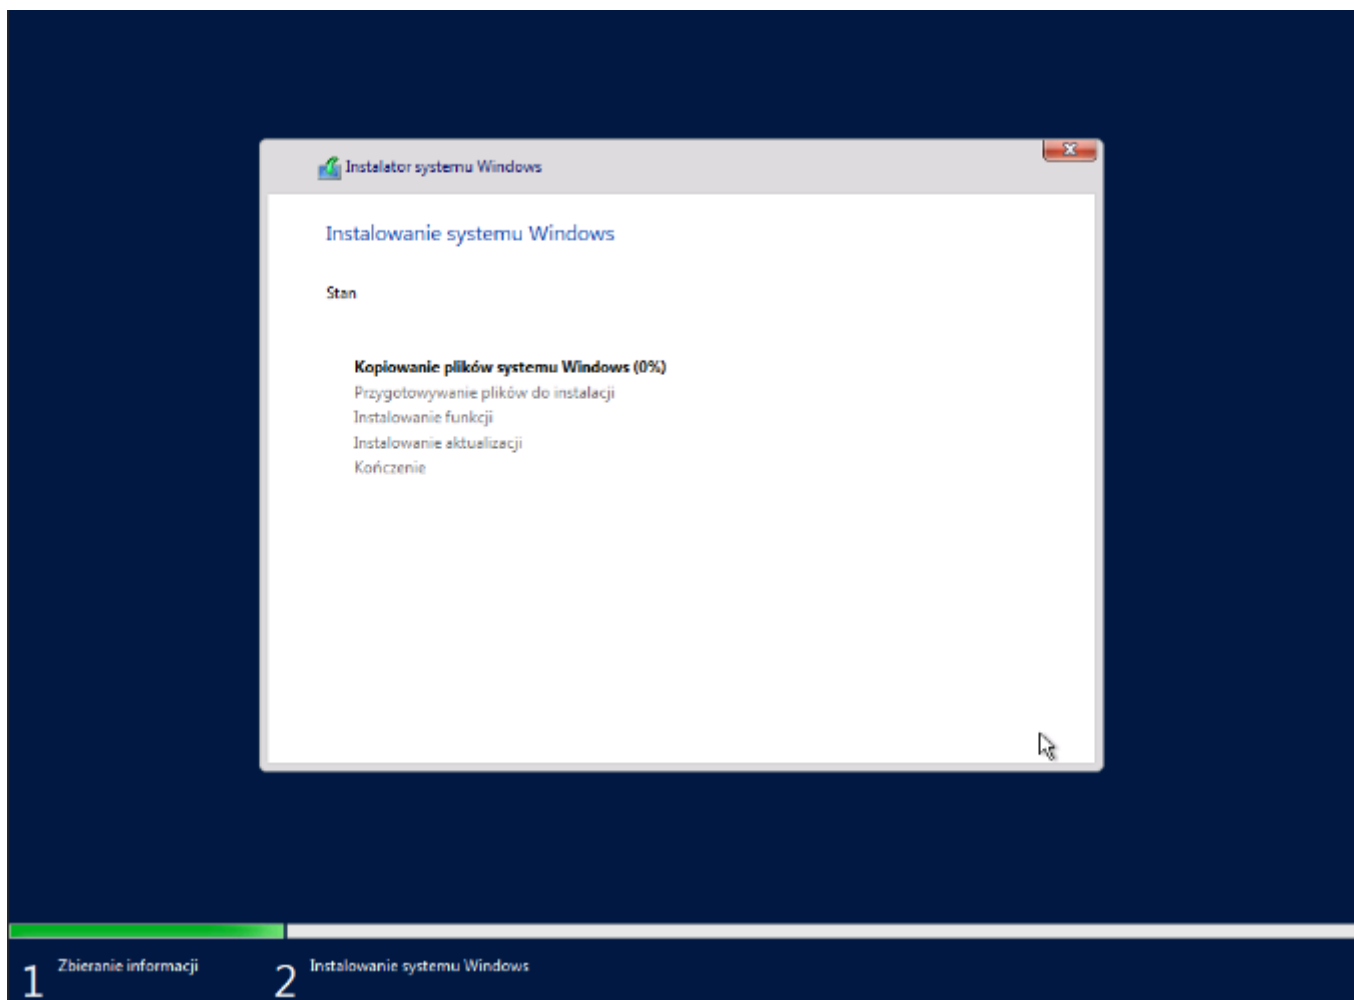 Instalator systemu Windows
Instalowanie systemu Windows
Stan
Kopiowanie plików systemu Windows (0%)
Przygotowywanie plików do instalacji
Instalowanie funkcji
Instalowanie aktualizacji
Kończenie
1 Zbieranie informacji
2 Instalowanie systemu Windows